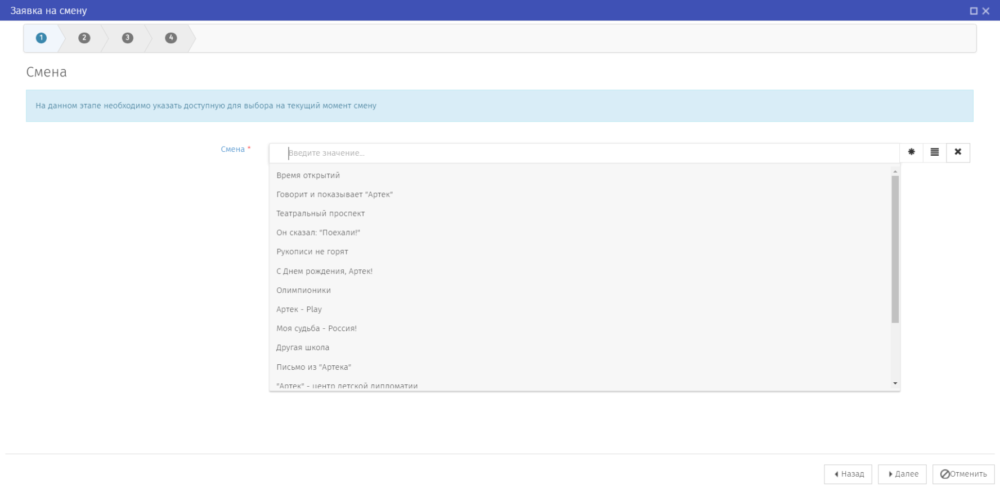 Заявка на смену
1
2
3
4
Смена
На данном этапе необходимо указать доступную для выбора на текущий момент смену
Смена *
Введите значение...
Время открытий
Говорит и показывает "Артек"
Театральный проспект
Он сказал: "Поехали!"
Рукописи не горят
С Днем рождения, Артек!
Олимпионики
Артек - Play
Моя судьба - Россия!
Другая школа
Письмо из "Артека"
"Артек" - центр детской дипломатии
Назад
Далее
Отменить